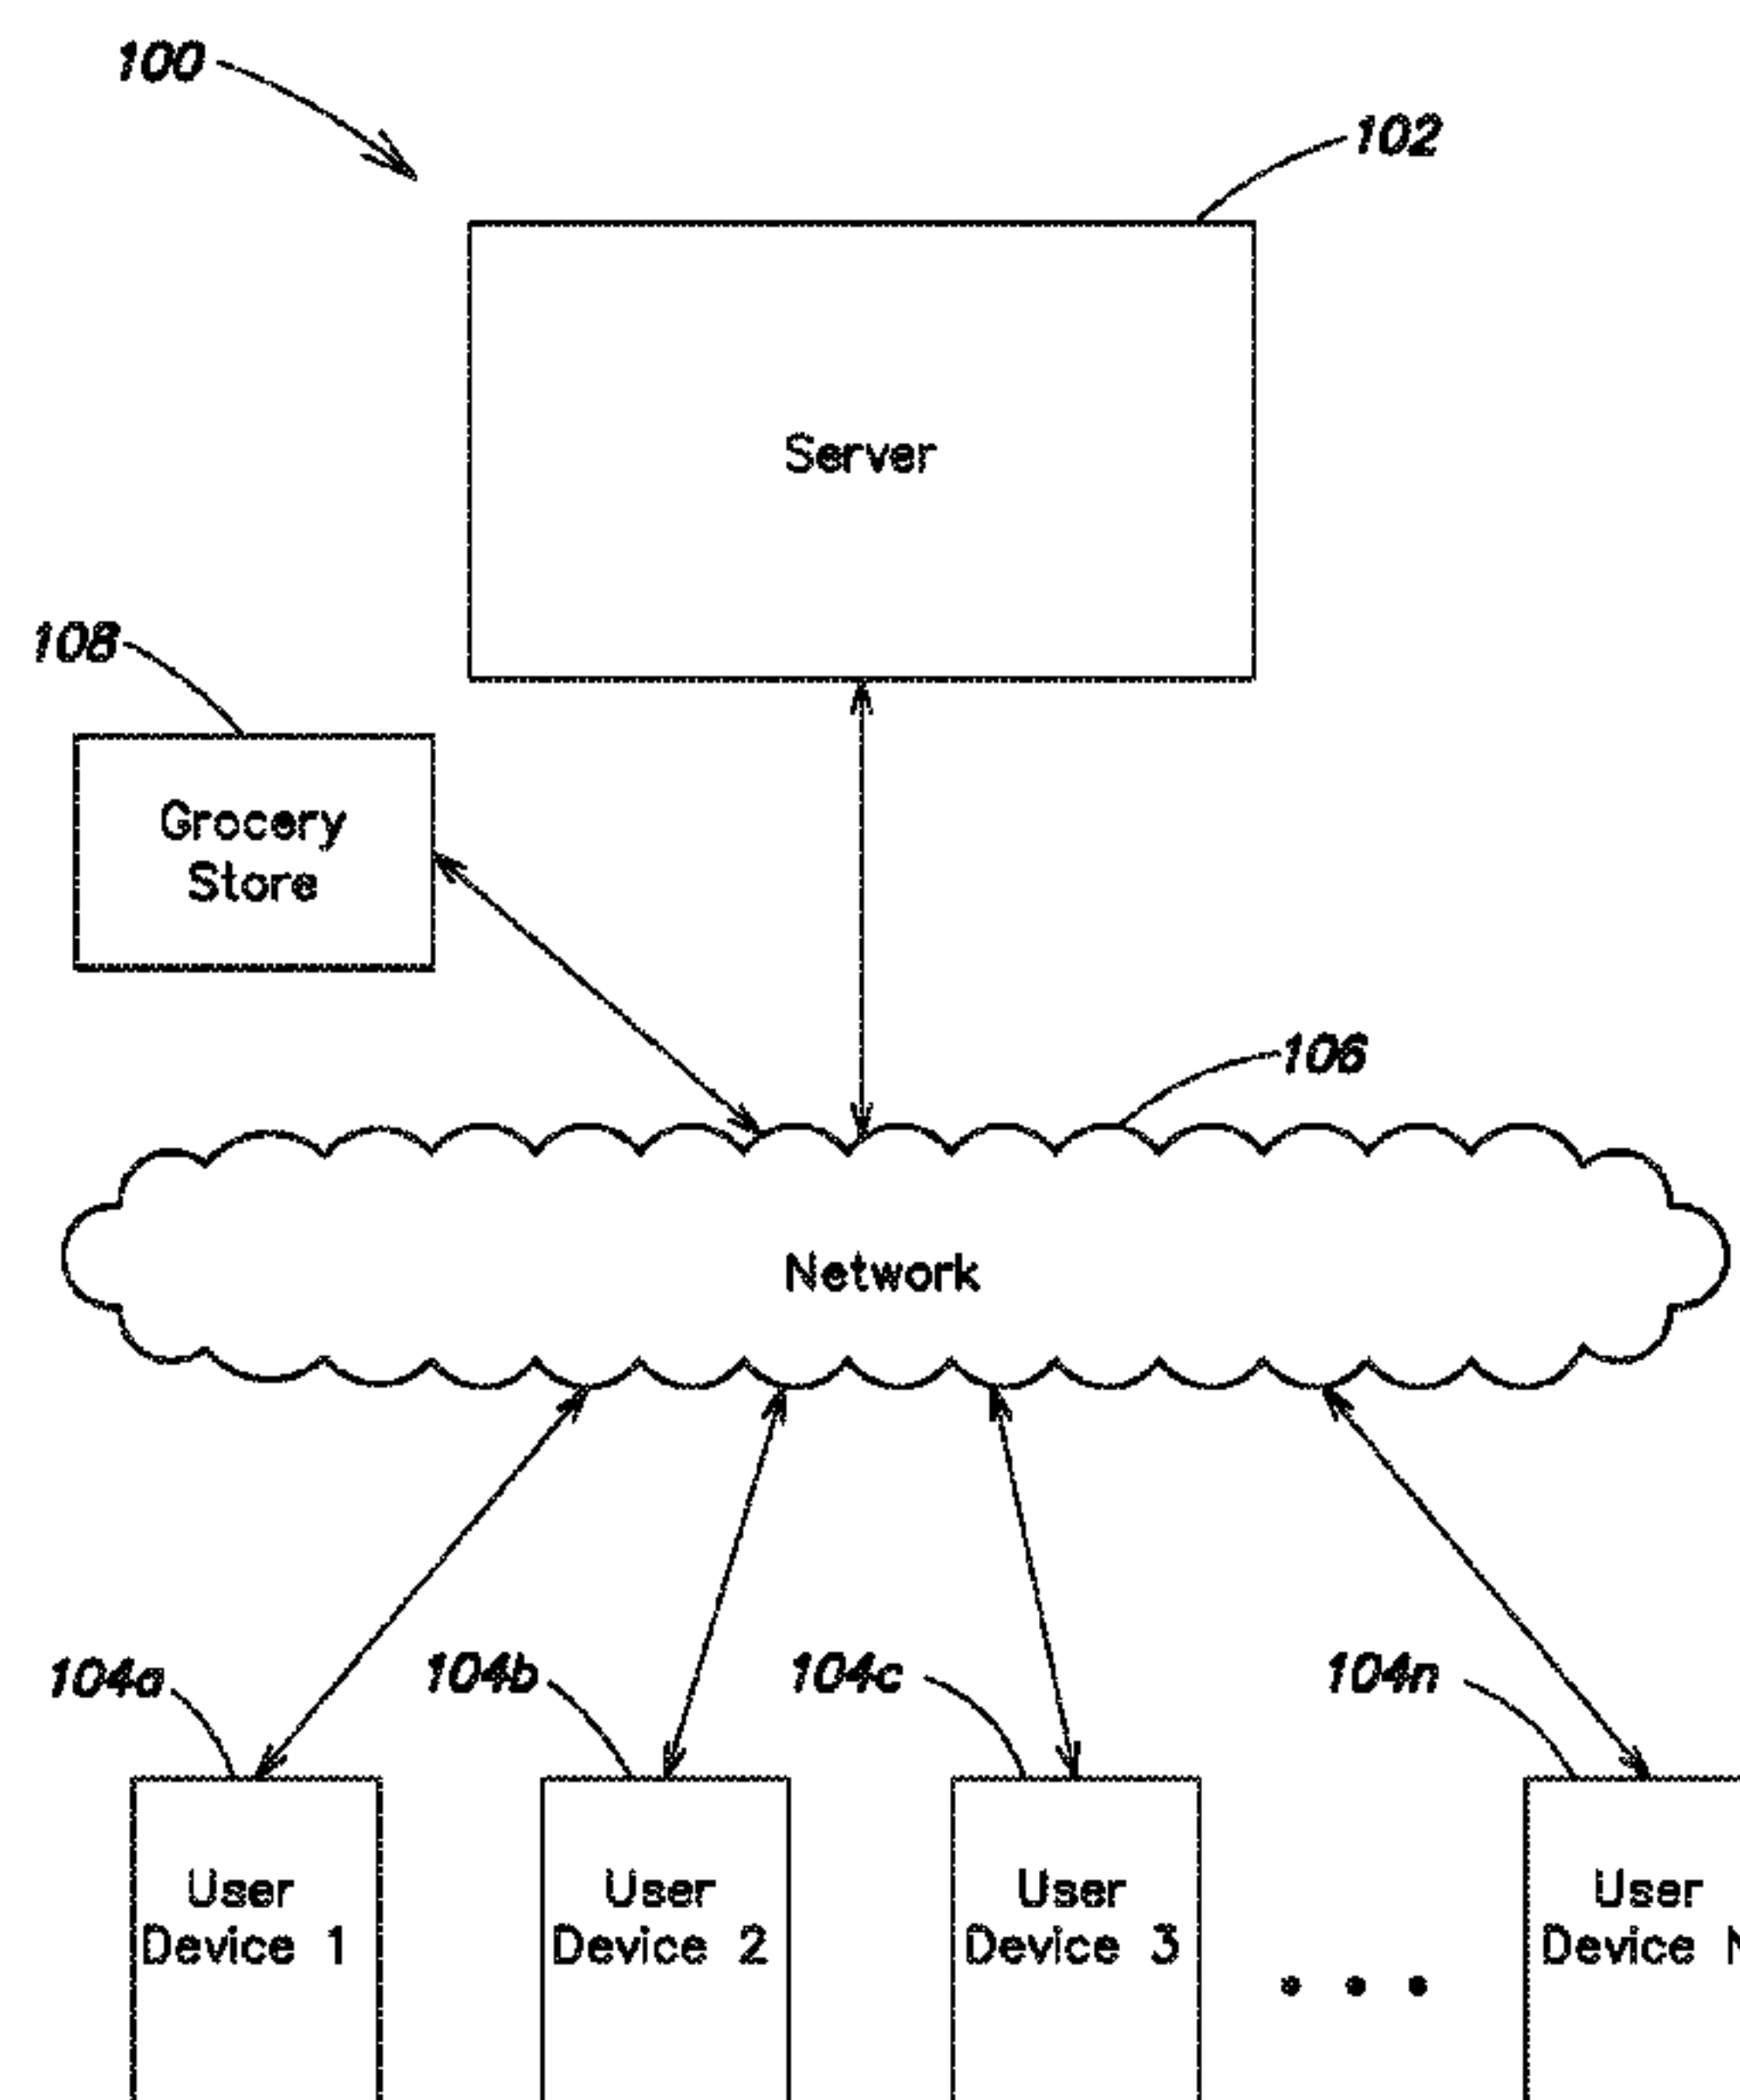 100
102
Server
108
Grocery
Store
106
Network
104a
104b
104c
104n
User
Device 1
User
Device 2
User
Device 3
• • •
User
Device N